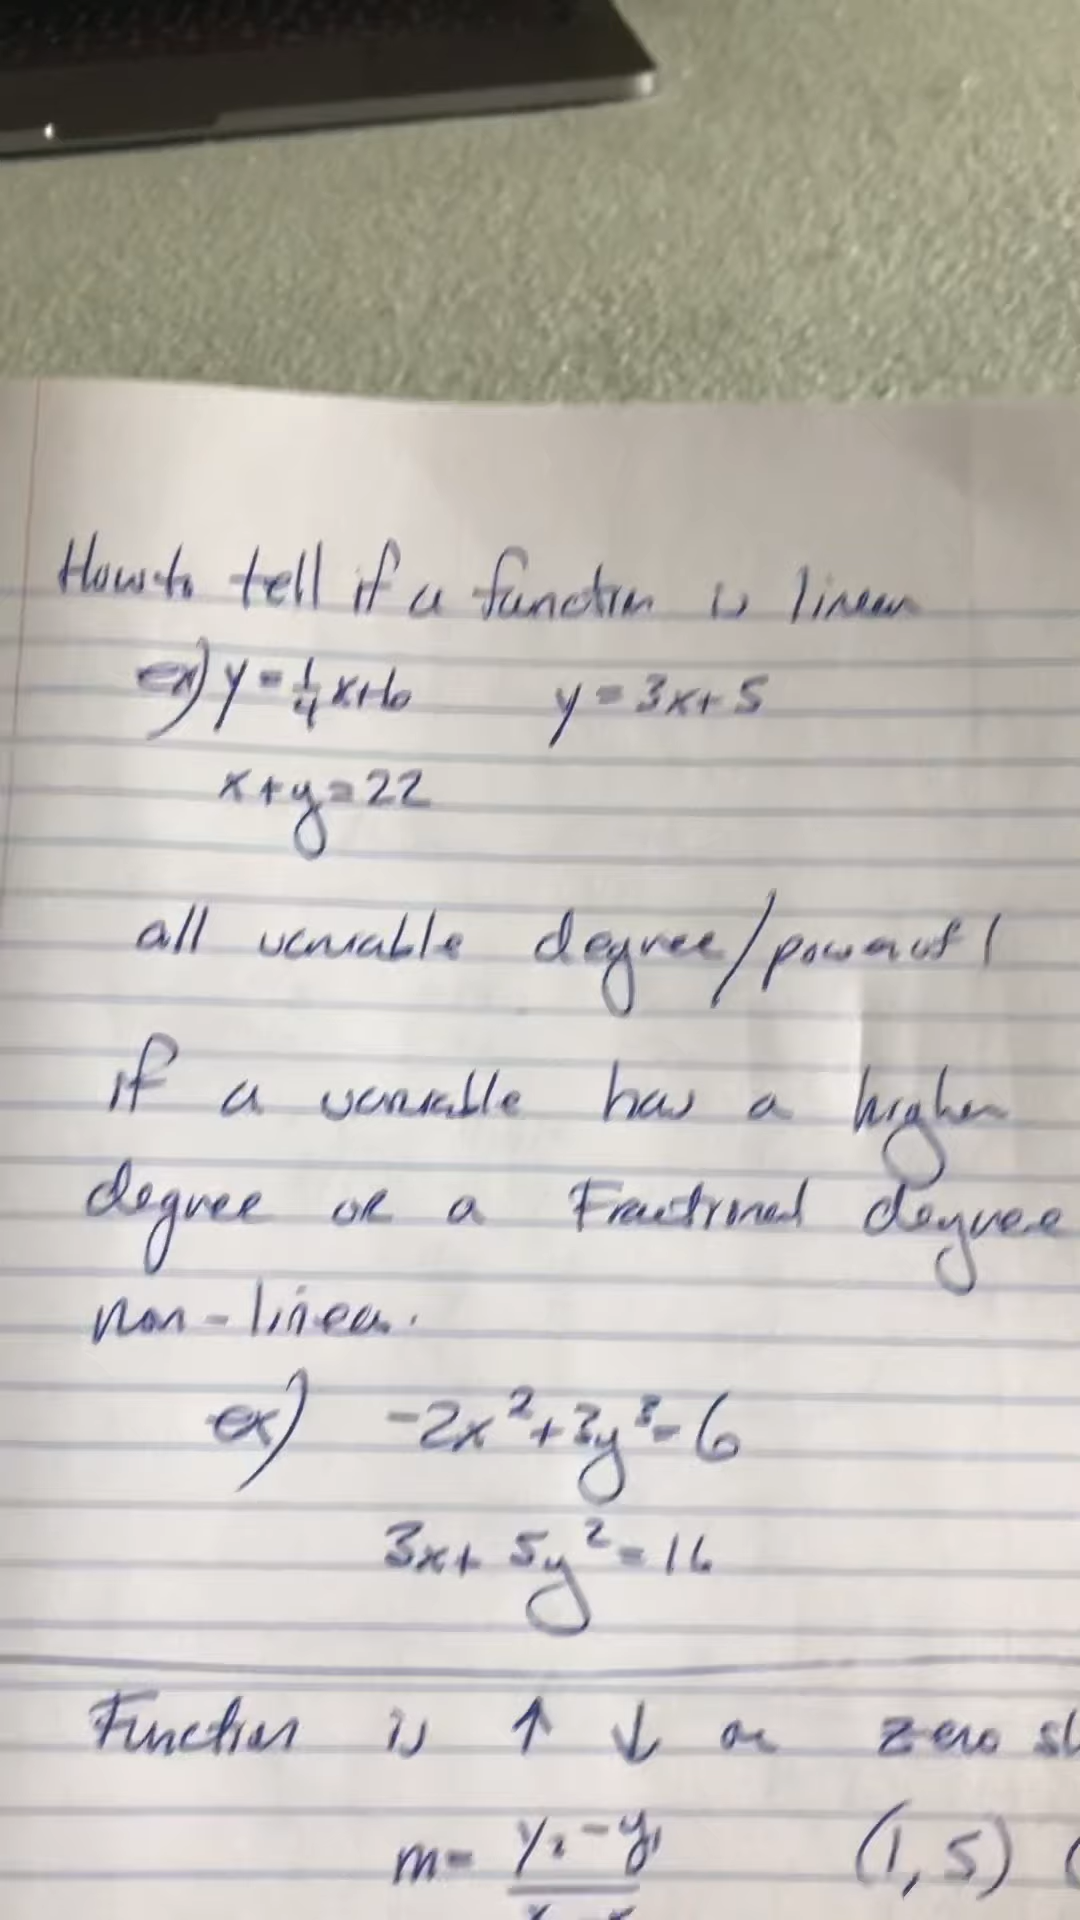 How to tell if a function is linear
ex) y = 1/4 x+6 y = 3x+5
x+y=22
all variable degree/power of 1
if a variable has a higher
degree or a Fractional degree
non-linear.
ex) -2x²+3y³=6
3x+ 5y²=16
Function is ↑ ↓ or zero sl
m= y₂-y₁ (1,5) (